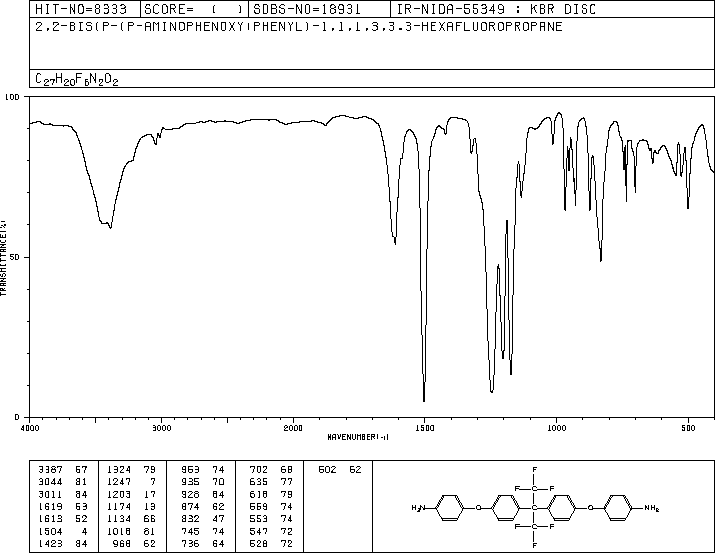 HIT-NO=8333 SCORE= ( ) SDBS-NO=18931 IR-NIDA-55349 : KBR DISC
2,2-BIS(P-(P-AMINOPHENOXY)PHENYL)-1,1,1,3,3,3-HEXAFLUOROPROPANE
C27H20F6N2O2
100
50
0
TRANSMITTANCE(%)
4000 3000 2000 1500 1000 500
WAVENUMBER(-1)
3387 57 1324 79 953 74 702 68 502 62
3044 81 1247 7 935 70 635 77
3011 84 1203 17 928 64 618 79
1619 53 1174 13 874 62 559 74
1613 52 1134 66 832 47 553 74
1504 4 1018 81 745 74 547 72
1423 84 968 62 736 64 528 72
F
F C F
H2N O C O NH2
F C F
F